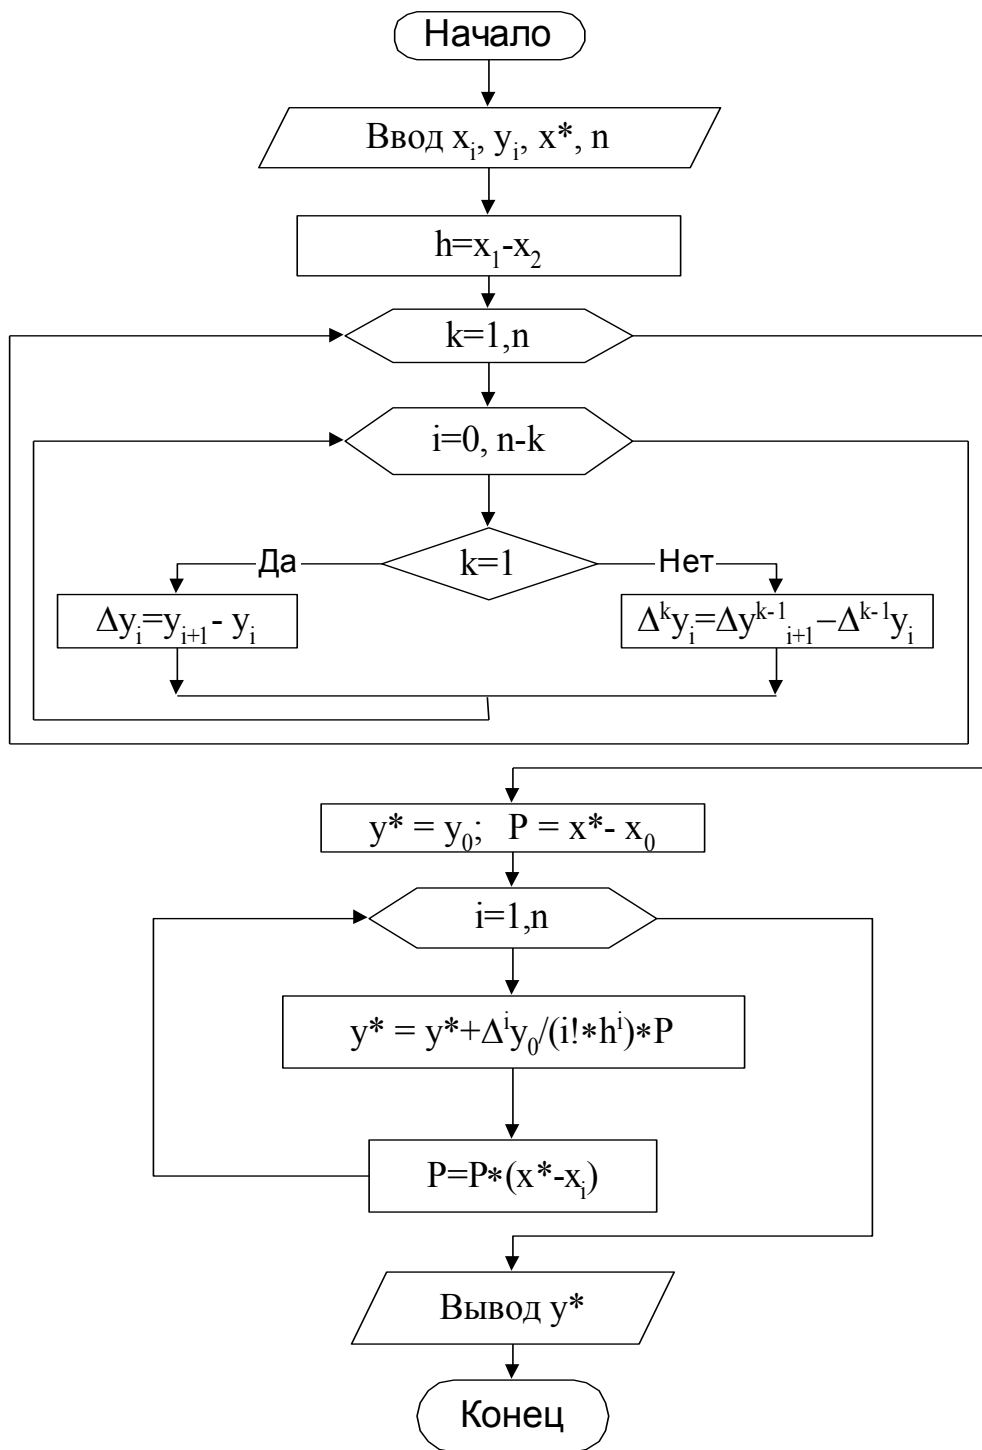 Начало
Ввод xᵢ, yᵢ, x*, n
h=x₁-x₂
k=1,n
i=0, n-k
Да
k=1
Нет
Δyᵢ=yᵢ₊₁- yᵢ
Δᵏyᵢ=Δyᵏ⁻¹ᵢ₊₁−Δᵏ⁻¹yᵢ
y* = y₀; P = x*- x₀
i=1,n
y* = y*+Δⁱy₀/(i!*hⁱ)*P
P=P*(x*-xᵢ)
Вывод y*
Конец